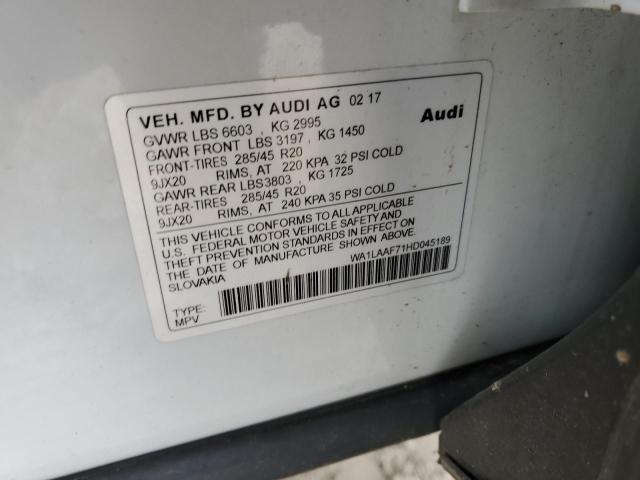 VEH. MFD. BY AUDI AG 02 17
Audi
GVWR LBS 6603 , KG 2995
GAWR FRONT LBS 3197 , KG 1450
FRONT-TIRES 285/45 R20
9JX20 RIMS, AT 220 KPA 32 PSI COLD
GAWR REAR LBS3803 , KG 1725
REAR-TIRES 285/45 R20
9JX20 RIMS, AT 240 KPA 35 PSI COLD
THIS VEHICLE CONFORMS TO ALL APPLICABLE
U.S. FEDERAL MOTOR VEHICLE SAFETY AND
THEFT PREVENTION STANDARDS IN EFFECT ON
THE DATE OF MANUFACTURE SHOWN ABOVE.
SLOVAKIA
WA1LAAF71HD045189
TYPE:
MPV